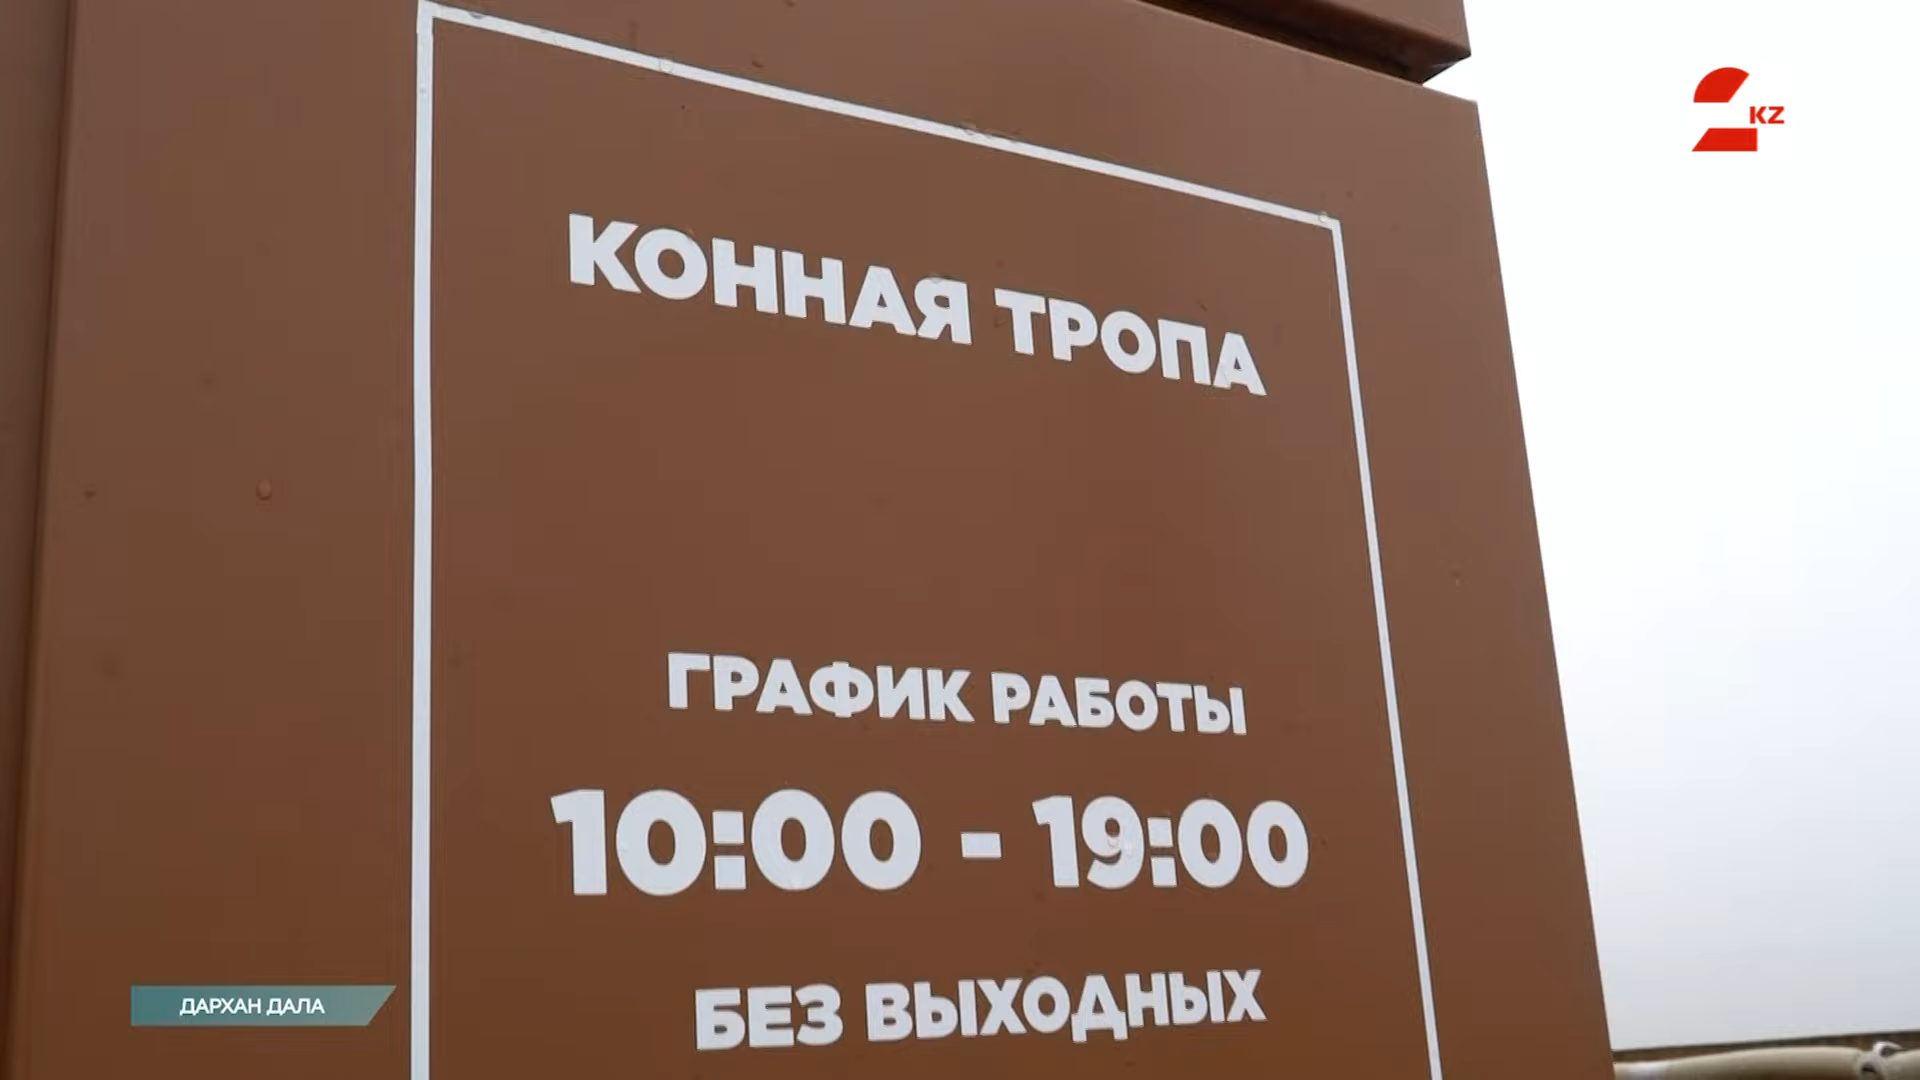 KZ
КОННАЯ ТРОПА
ГРАФИК РАБОТЫ
10:00 - 19:00
БЕЗ ВЫХОДНЫХ
ДАРХАН ДАЛА